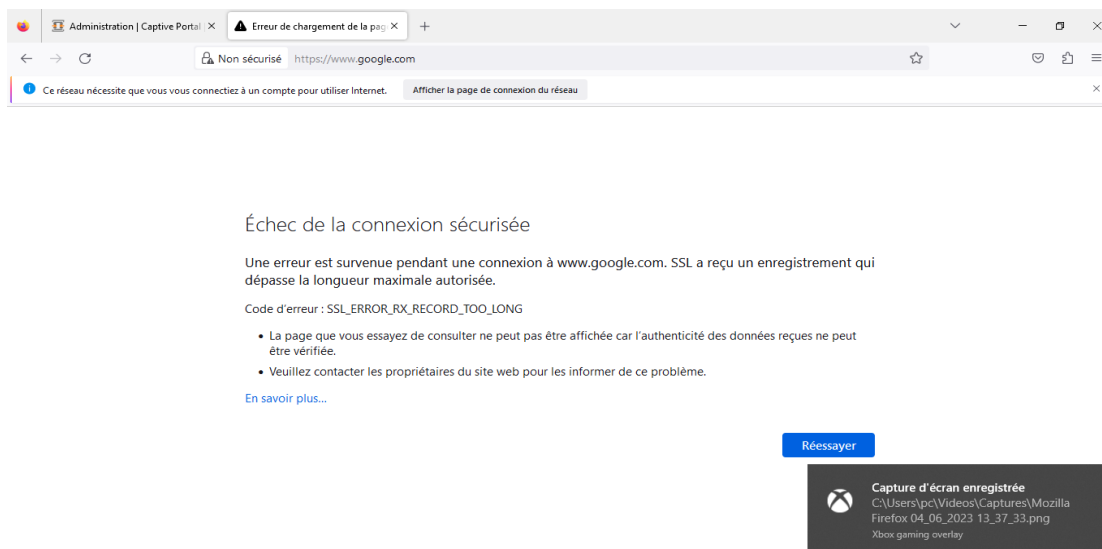 Administration | Captive Portal
Erreur de chargement de la pag
Non sécurisé https://www.google.com
Ce réseau nécessite que vous vous connectiez à un compte pour utiliser Internet. Afficher la page de connexion du réseau
Échec de la connexion sécurisée
Une erreur est survenue pendant une connexion à www.google.com. SSL a reçu un enregistrement qui
dépasse la longueur maximale autorisée.
Code d'erreur : SSL_ERROR_RX_RECORD_TOO_LONG
• La page que vous essayez de consulter ne peut pas être affichée car l'authenticité des données reçues ne peut
être vérifiée.
• Veuillez contacter les propriétaires du site web pour les informer de ce problème.
En savoir plus...
Réessayer
Capture d'écran enregistrée
C:\Users\pc\Videos\Captures\Mozilla
Firefox 04_06_2023 13_37_33.png
Xbox gaming overlay